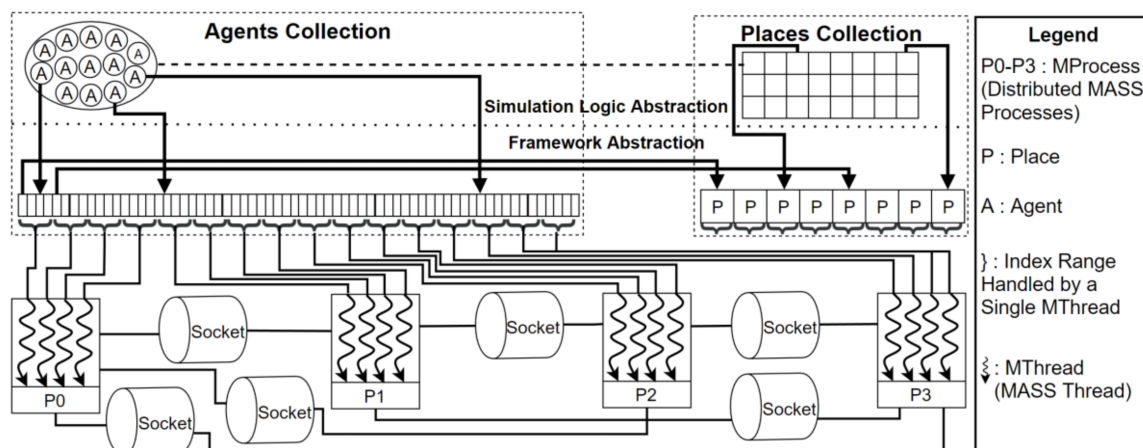 Agents Collection
Places Collection
Legend
A A A
A A A A
A A A A
A A A
P0-P3 : MProcess
(Distributed MASS
Processes)
Simulation Logic Abstraction
Framework Abstraction
P : Place
P P P P P P P P
A : Agent
} : Index Range
Handled by a
Single MThread
Socket Socket Socket
: MThread
(MASS Thread)
P0 P1 P2 P3
Socket Socket Socket